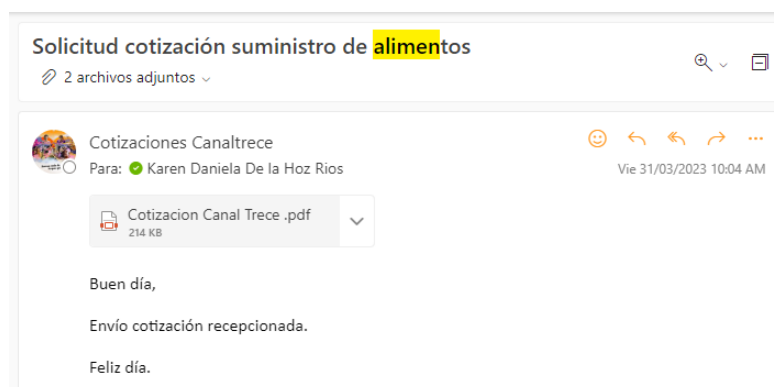 Solicitud cotización suministro de alimentos
2 archivos adjuntos
Cotizaciones Canaltrece
Para: Karen Daniela De la Hoz Rios
Vie 31/03/2023 10:04 AM
Cotizacion Canal Trece .pdf
214 KB
Buen día,
Envío cotización recepcionada.
Feliz día.